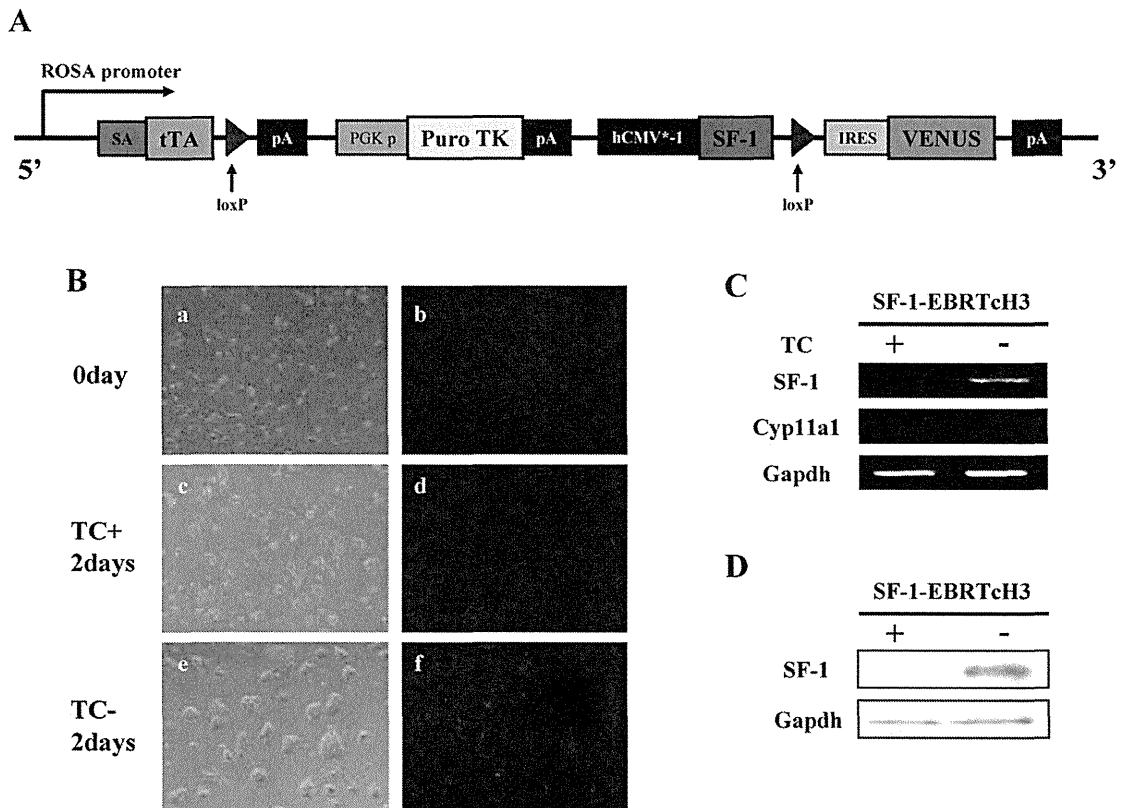 A
ROSA promoter
SA tTA pA PGK p Puro TK pA hCMV*-1 SF-1 IRES VENUS pA
5' 3'
loxP loxP
B
a b
0day
c d
TC+
2days
e f
TC-
2days
C
SF-1-EBRTcH3
TC + -
SF-1
Cyp11a1
Gapdh
D
SF-1-EBRTcH3
+ -
SF-1
Gapdh